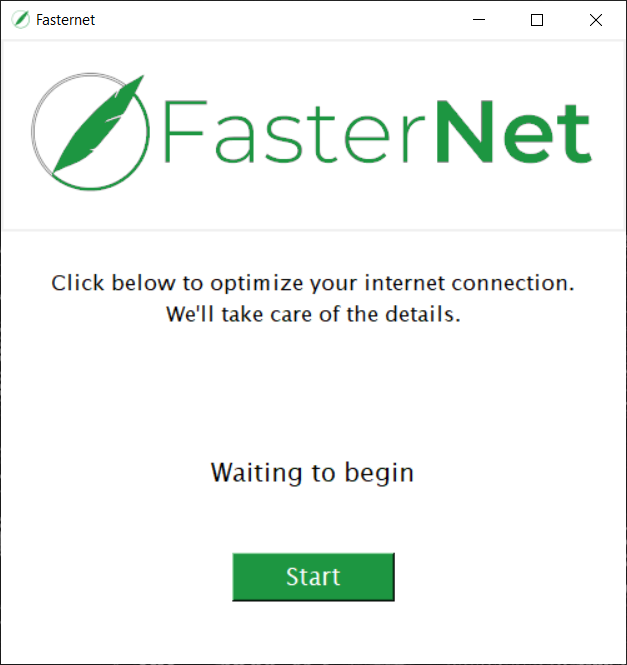 Fasternet
FasterNet
Click below to optimize your internet connection.
We'll take care of the details.
Waiting to begin
Start